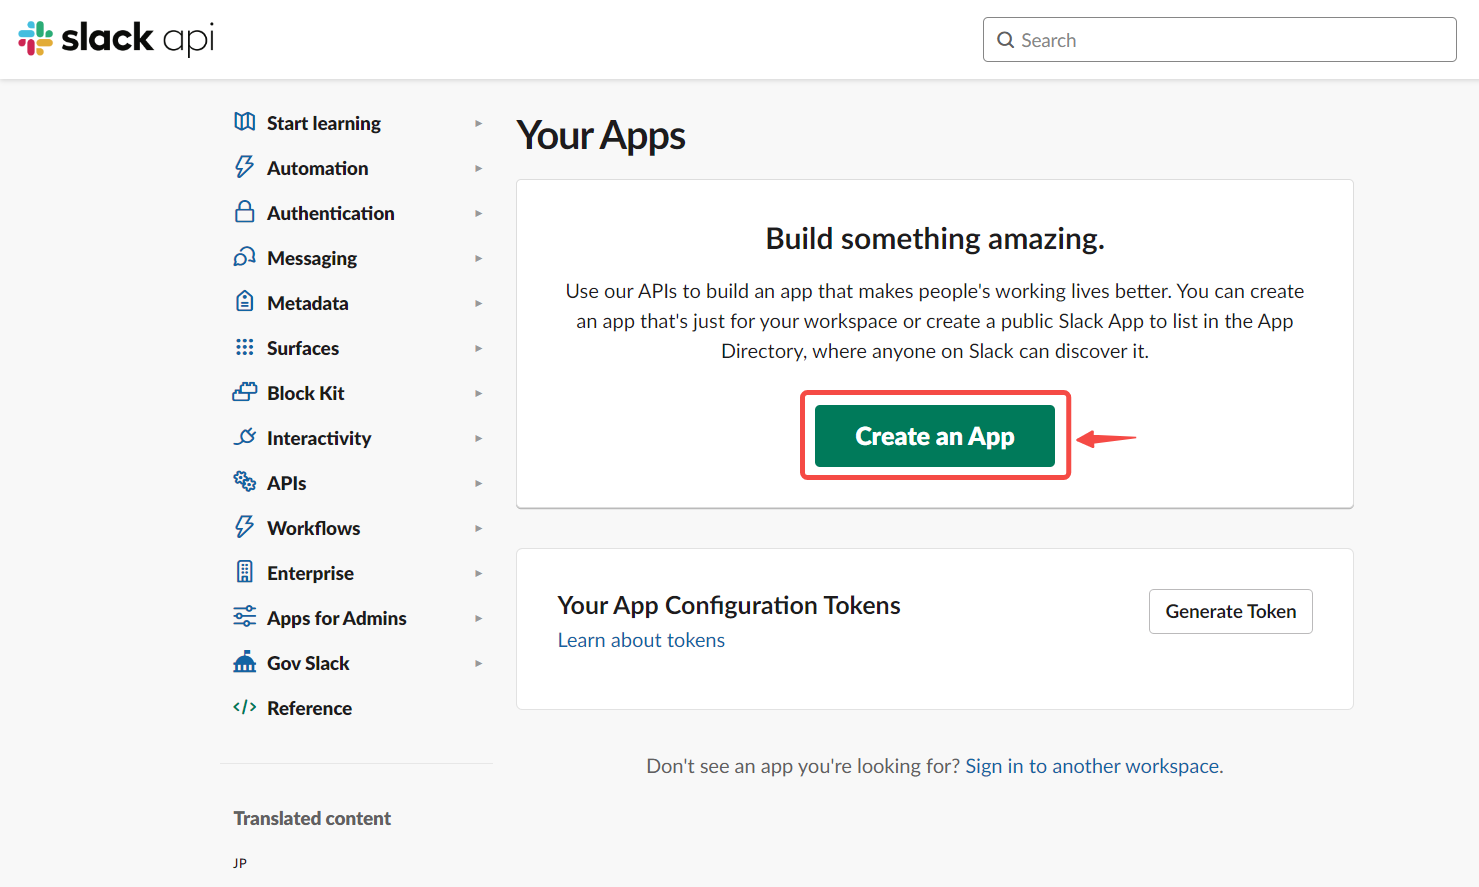 slack api
Search
Start learning
Automation
Authentication
Messaging
Metadata
Surfaces
Block Kit
Interactivity
APIs
Workflows
Enterprise
Apps for Admins
Gov Slack
Reference
Translated content
JP
Your Apps
Build something amazing.
Use our APIs to build an app that makes people's working lives better. You can create
an app that's just for your workspace or create a public Slack App to list in the App
Directory, where anyone on Slack can discover it.
Create an App
Your App Configuration Tokens
Learn about tokens
Generate Token
Don't see an app you're looking for? Sign in to another workspace.